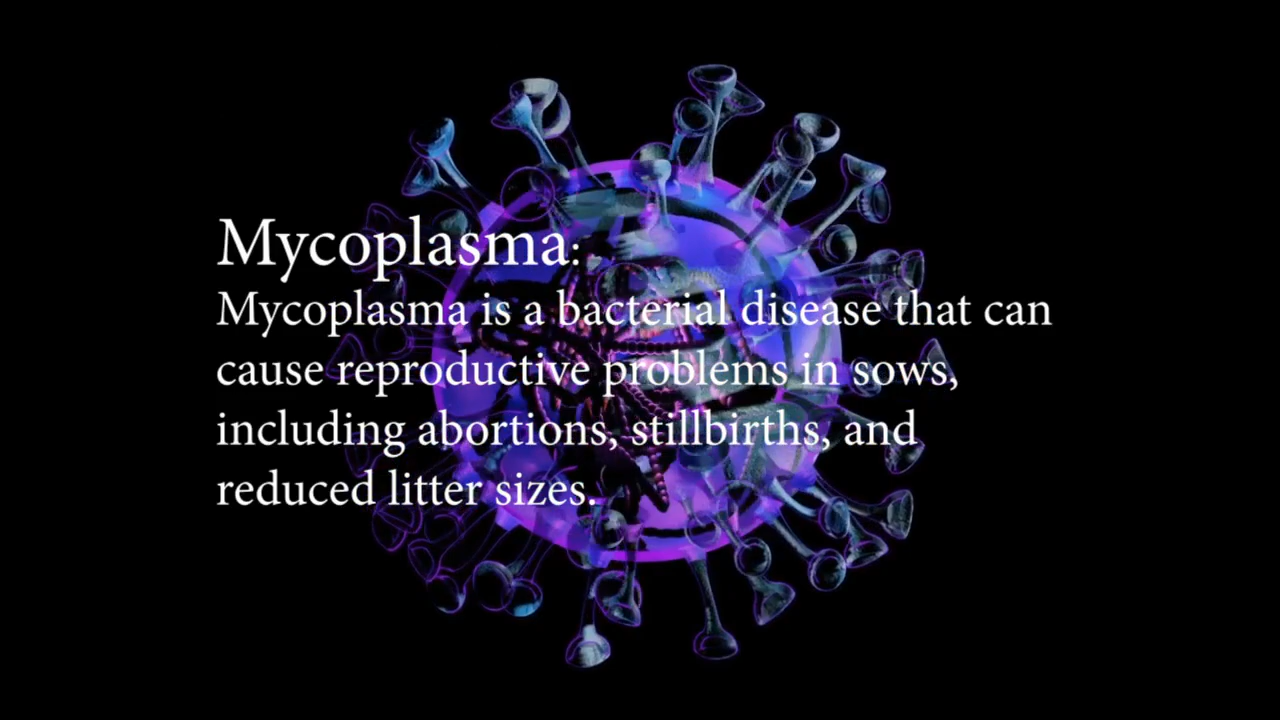 Mycoplasma:
Mycoplasma is a bacterial disease that can
cause reproductive problems in sows,
including abortions, stillbirths, and
reduced litter sizes.